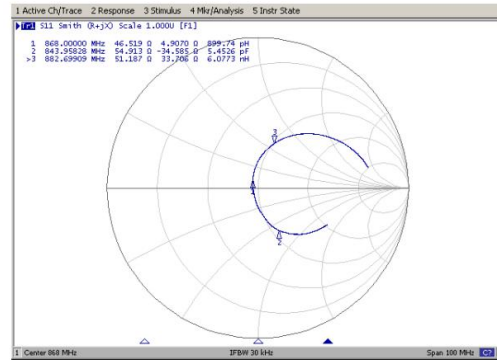 1 Active Ch/Trace 2 Response 3 Stimulus 4 Mkr/Analysis 5 Instr State
Tr1 S11 Smith (R+jX) Scale 1.000U [F1]
1 868.00000 MHz 46.519 Ω 4.9070 Ω 899.74 pH
2 843.95828 MHz 54.913 Ω -34.585 Ω 5.4526 pF
>3 882.69909 MHz 51.187 Ω 33.706 Ω 6.0773 nH
3
1
2
1 Center 868 MHz IFBW 30 kHz Span 100 MHz